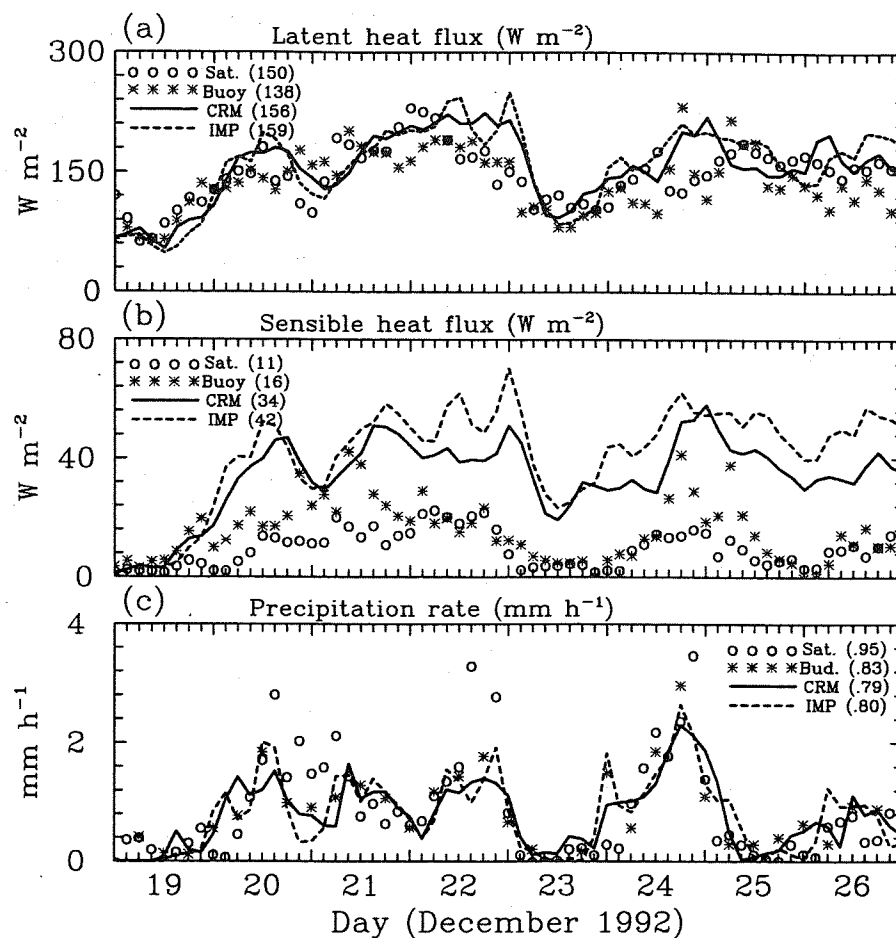 (a)
Latent heat flux (W m⁻²)
300
Sat. (150)
Buoy (138)
CRM (156)
IMP (159)
W m⁻²
150
0
(b)
Sensible heat flux (W m⁻²)
80
Sat. (11)
Buoy (16)
CRM (34)
IMP (42)
W m⁻²
40
0
(c)
Precipitation rate (mm h⁻¹)
4
Sat. (.95)
Bud. (.83)
CRM (.79)
IMP (.80)
mm h⁻¹
2
0
19 20 21 22 23 24 25 26
Day (December 1992)